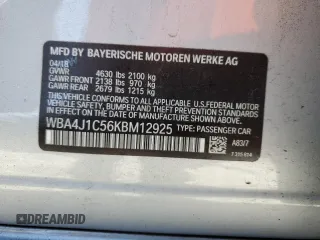 MFD BY BAYERISCHE MOTOREN WERKE AG
04/18
GVWR 4630 lbs 2100 kg
GAWR FRONT 2138 lbs 970 kg
GAWR REAR 2679 lbs 1215 kg
THIS VEHICLE CONFORMS TO ALL APPLICABLE U.S.FEDERAL MOTOR
VEHICLE SAFETY, BUMPER, AND THEFT PREVENTION STANDARDS IN
EFFECT ON THE DATE OF MANUFACTURE SHOWN ABOVE.
WBA4J1C56KBM12925 TYPE: PASSENGER CAR
A83/7
DREAMBID